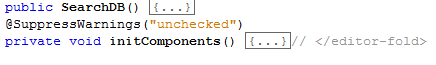 public SearchDB() {...}
@SuppressWarnings("unchecked")
private void initComponents() {...}// </editor-fold>